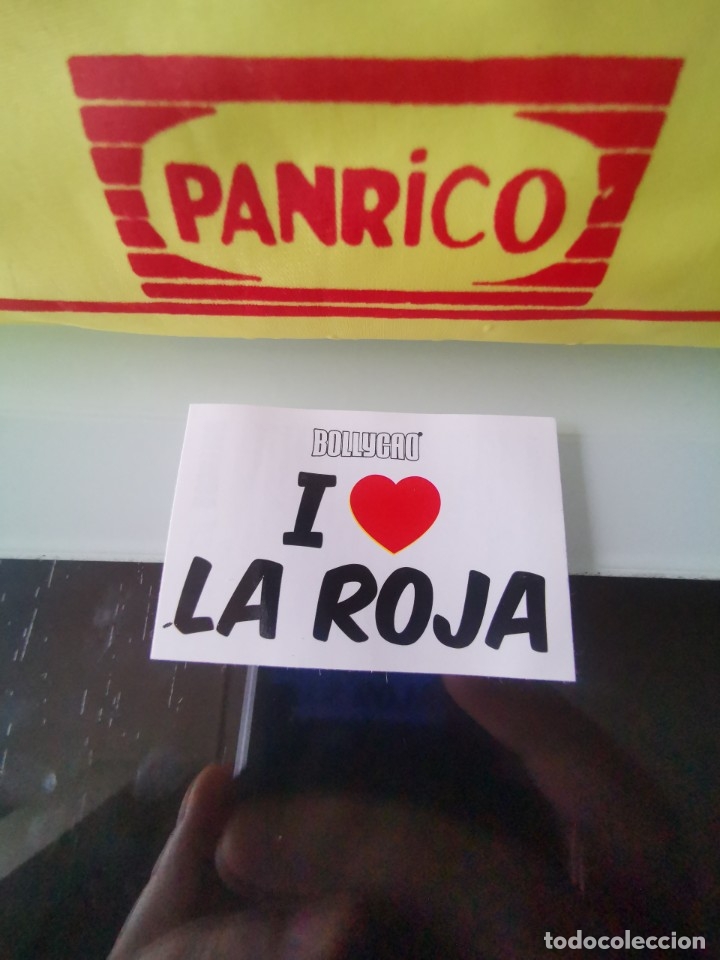 PANRiCO
BOLLYCAO®
I ❤
LA ROJA
todocoleccion